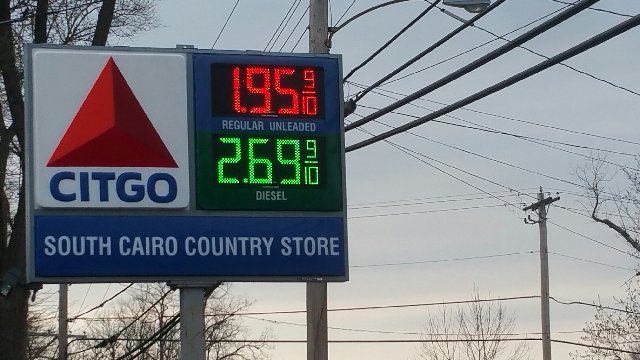 CITGO
1.95 9/10
REGULAR UNLEADED
2.69 9/10
DIESEL
SOUTH CAIRO COUNTRY STORE